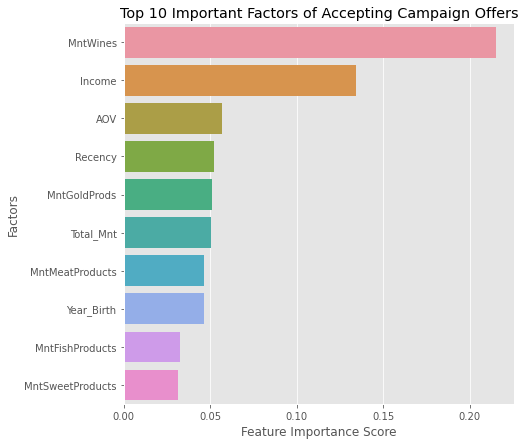 Top 10 Important Factors of Accepting Campaign Offers
MntWines
Income
AOV
Recency
MntGoldProds
Total_Mnt
MntMeatProducts
Year_Birth
MntFishProducts
MntSweetProducts
Factors
0.00 0.05 0.10 0.15 0.20
Feature Importance Score